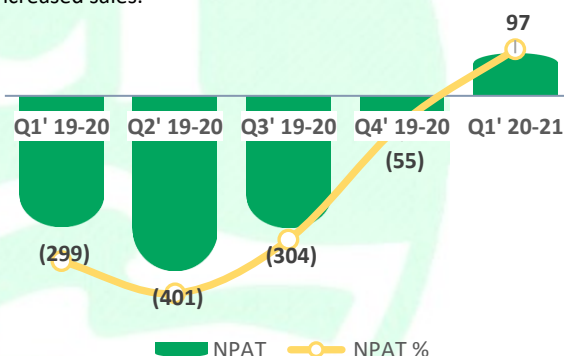 increased sales.
97
Q1' 19-20 Q2' 19-20 Q3' 19-20 Q4' 19-20 Q1' 20-21
(55)
(299)
(304)
(401)
NPAT NPAT %